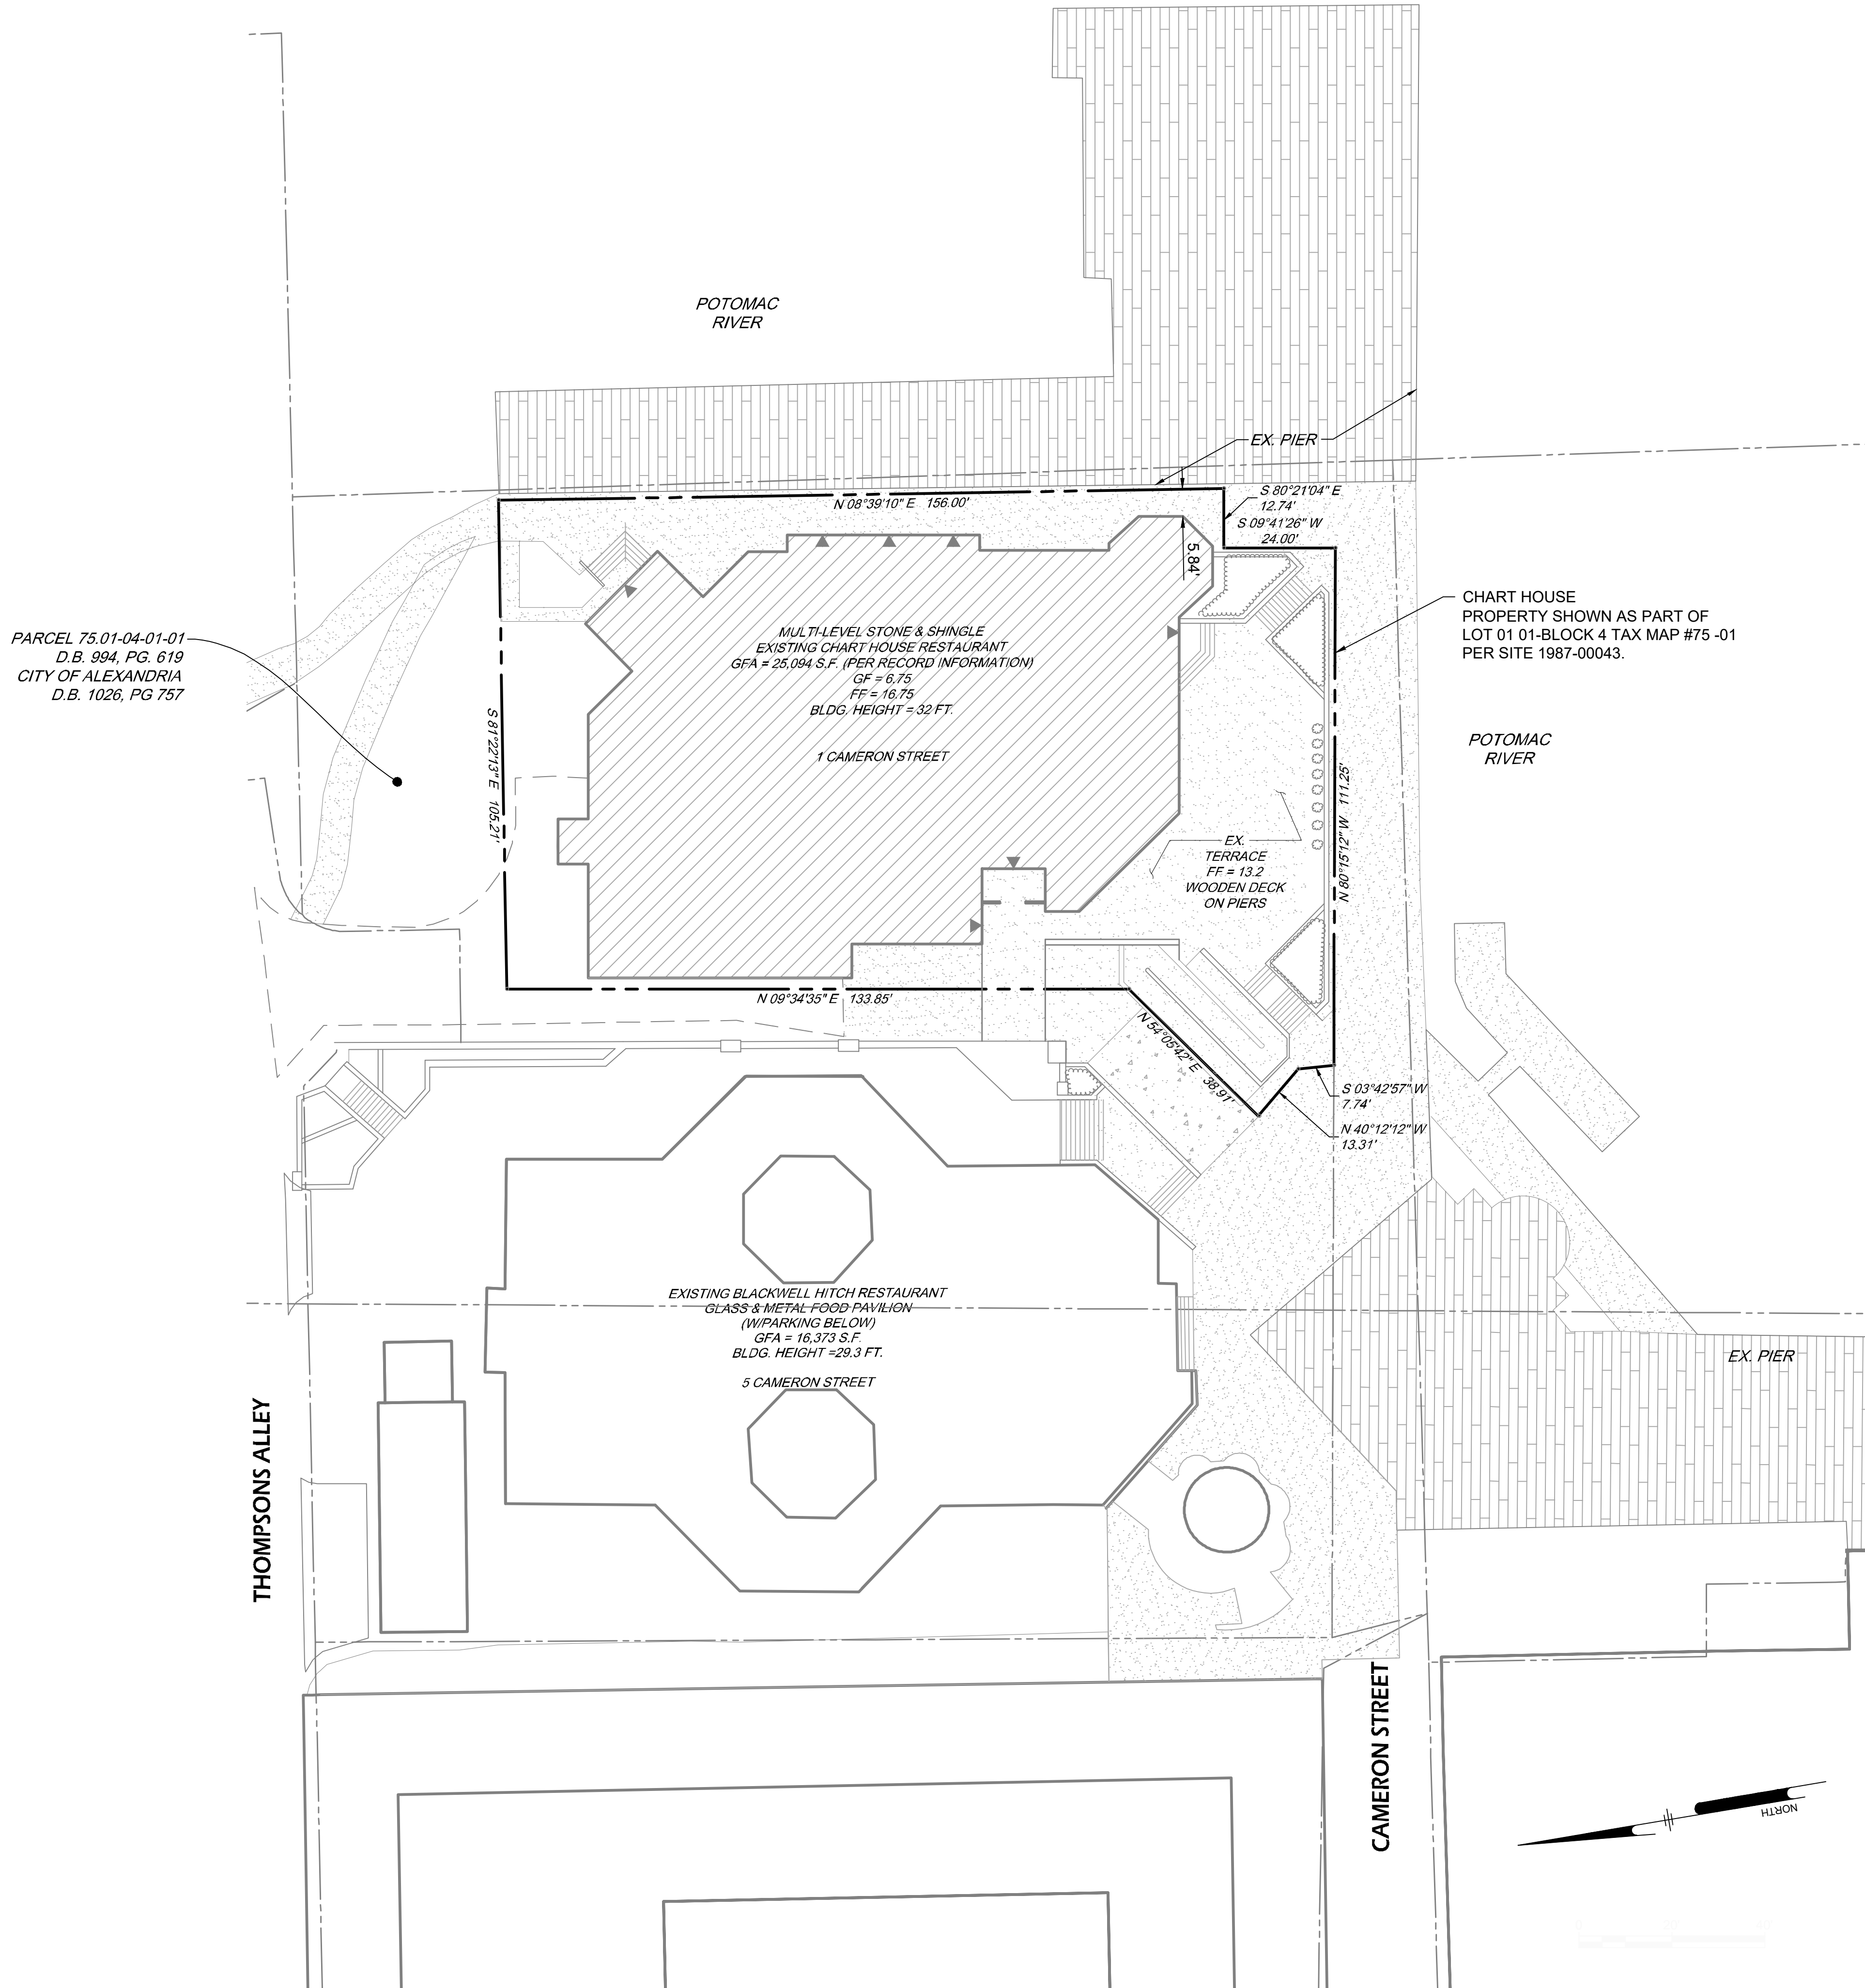 POTOMAC
RIVER
EX. PIER
N 08°39'10" E 156.00'
S 80°21'04" E
12.74'
S 09°41'26" W
24.00'
5.84'
CHART HOUSE
PROPERTY SHOWN AS PART OF
LOT 01 01-BLOCK 4 TAX MAP #75 -01
PER SITE 1987-00043.
PARCEL 75.01-04-01-01
D.B. 994, PG. 619
CITY OF ALEXANDRIA
D.B. 1026, PG 757
MULTI-LEVEL STONE & SHINGLE
EXISTING CHART HOUSE RESTAURANT
GFA = 25,094 S.F. (PER RECORD INFORMATION)
GF = 6.75
FF = 16.75
BLDG. HEIGHT = 32 FT.
1 CAMERON STREET
S 81°22'13" E 105.21'
POTOMAC
RIVER
N 80°15'12" W 111.25'
EX.
TERRACE
FF = 13.2
WOODEN DECK
ON PIERS
N 09°34'35" E 133.85'
N 54°05'42" E 38.91'
S 03°42'57" W
7.74'
N 40°12'12" W
13.31'
EXISTING BLACKWELL HITCH RESTAURANT
GLASS & METAL FOOD PAVILION
(W/PARKING BELOW)
GFA = 16,373 S.F.
BLDG. HEIGHT =29.3 FT.
5 CAMERON STREET
EX. PIER
THOMPSONS ALLEY
CAMERON STREET
NORTH